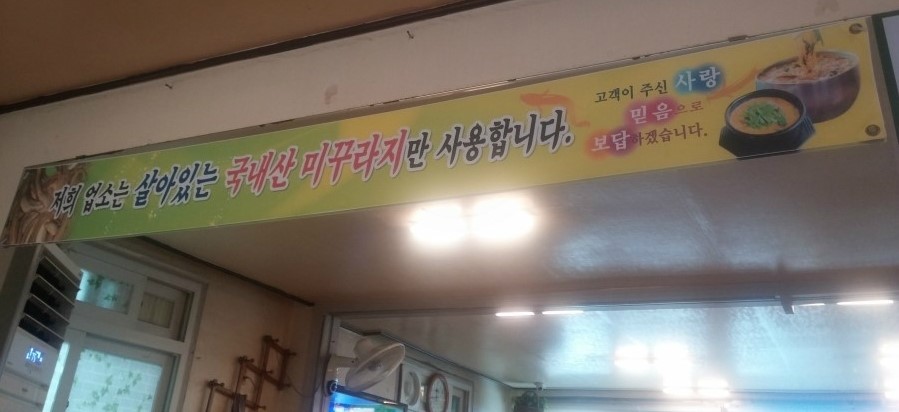 저희 업소는 살아있는 국내산 미꾸라지만 사용합니다.
고객이 주신 사랑
믿음으로
보답하겠습니다.